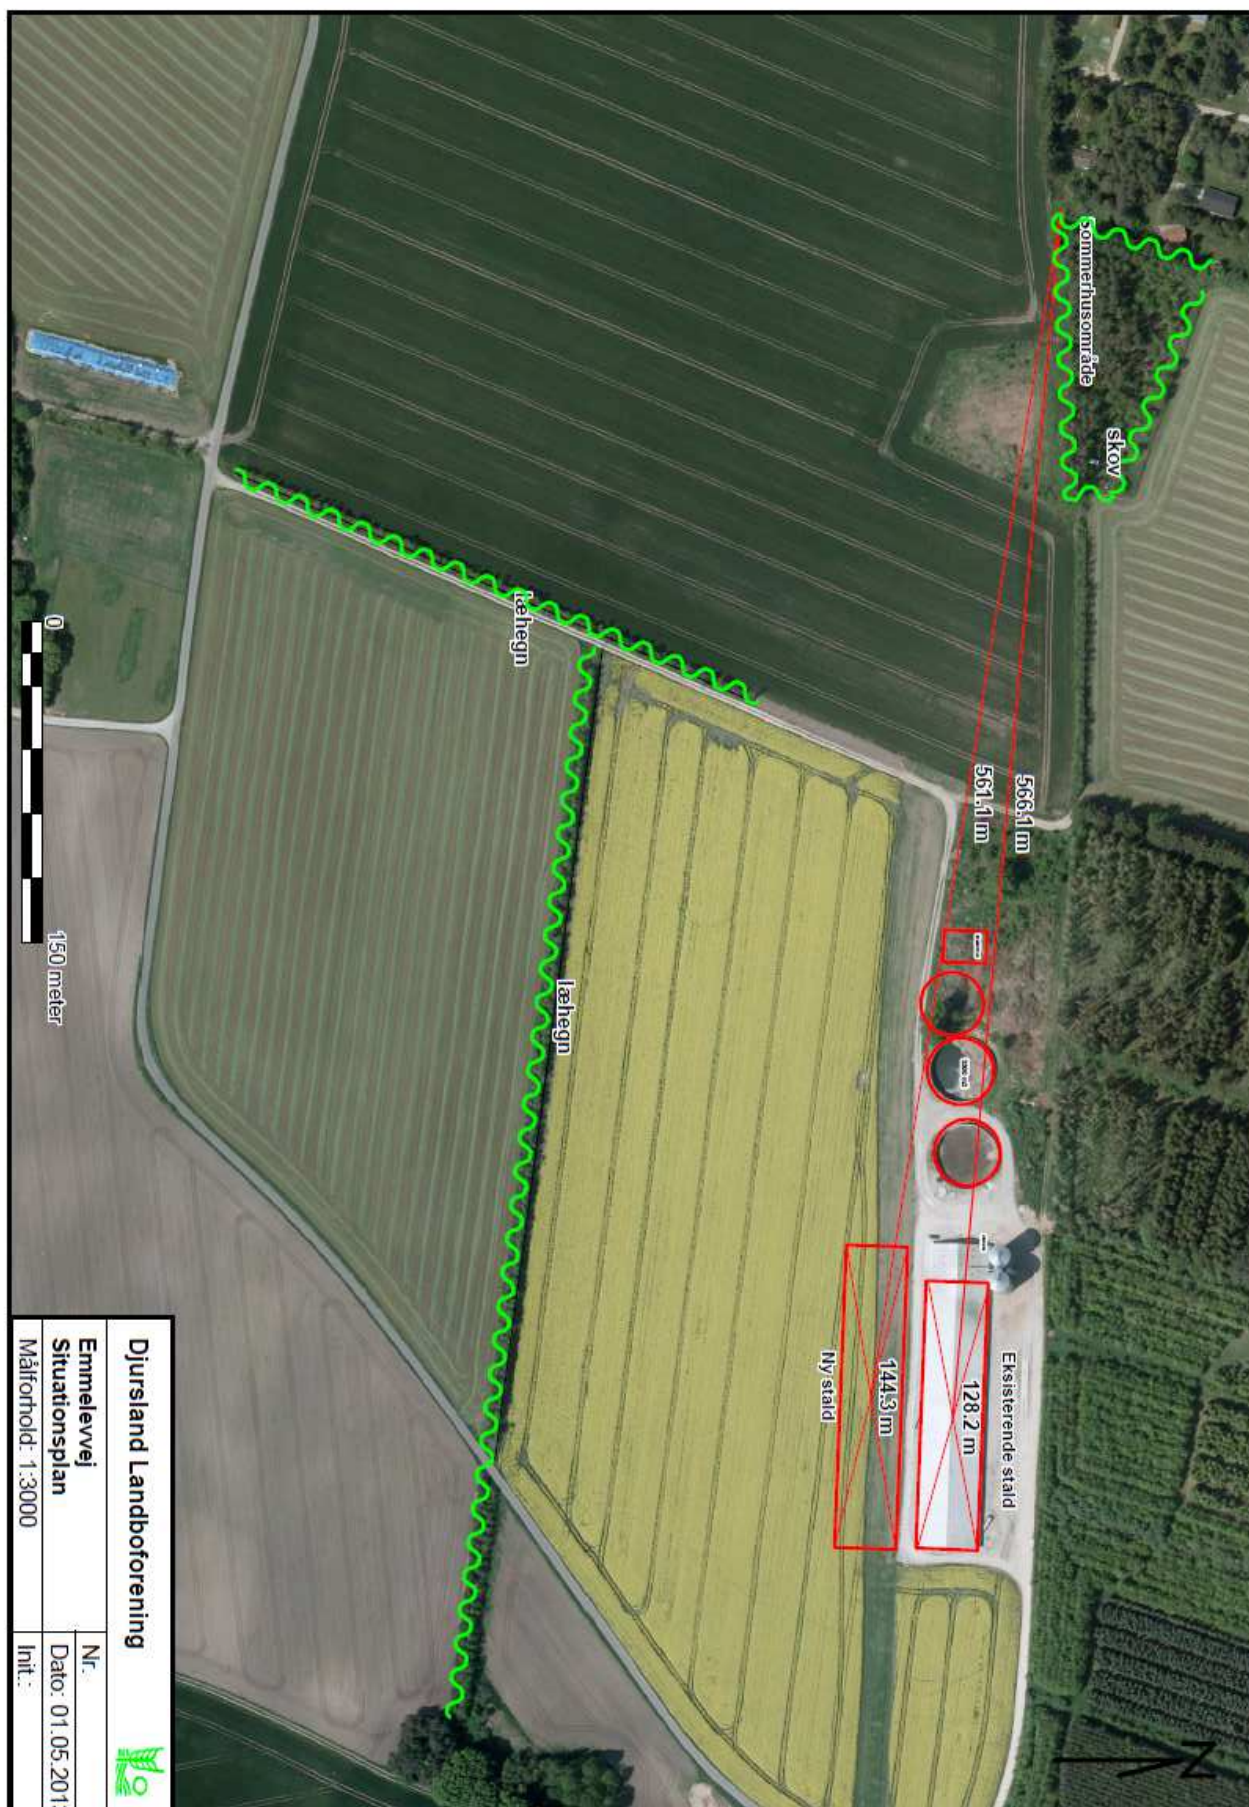 Sommerhusområde
skov
566.1 m
561.1 m
læhegn
læhegn
Eksisterende stald
128.2 m
144.3 m
Ny stald
0
150 meter
Djursland Landboforening
Emmelevvej
Situationsplan
Målforhold: 1:3000
Nr.
Dato: 01.05.2013
Init.:
N